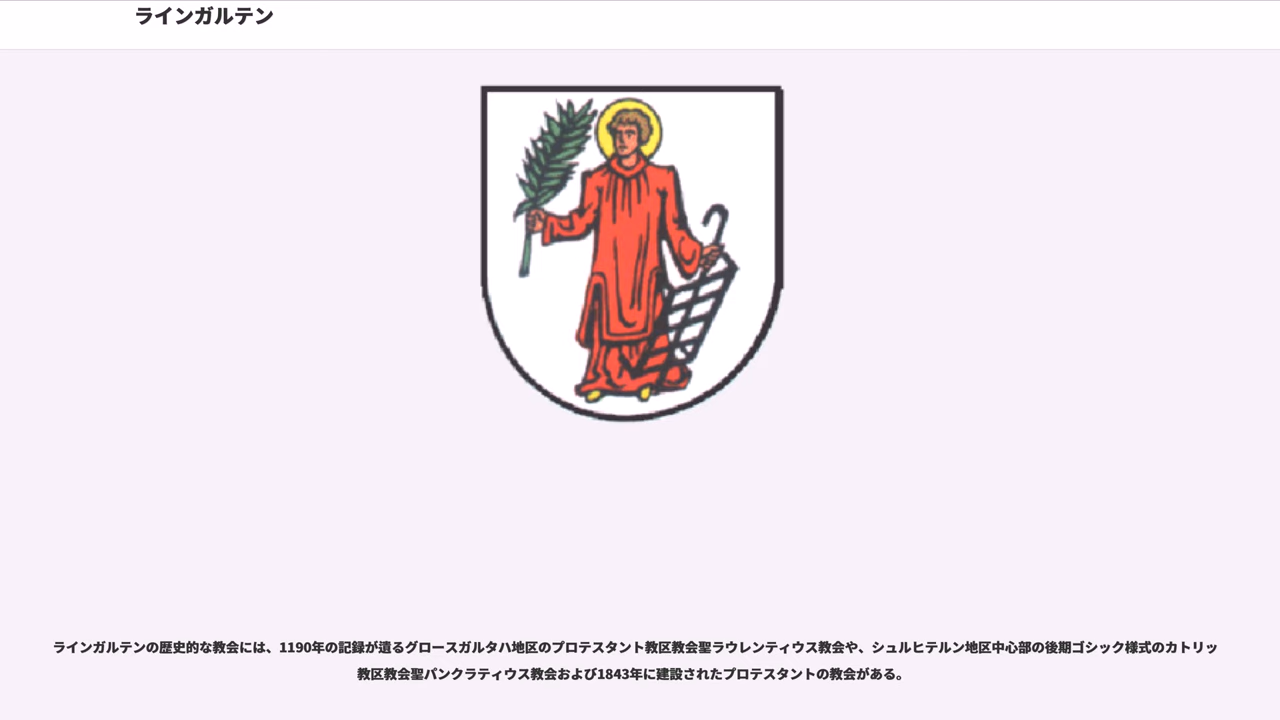 ラインガルテン
ラインガルテンの歴史的な教会には、1190年の記録が遺るグロースガルタハ地区のプロテスタント教区教会聖ラウレンティウス教会や、シュルヒテルン地区中心部の後期ゴシック様式のカトリッ
教区教会聖パンクラティウス教会および1843年に建設されたプロテスタントの教会がある。